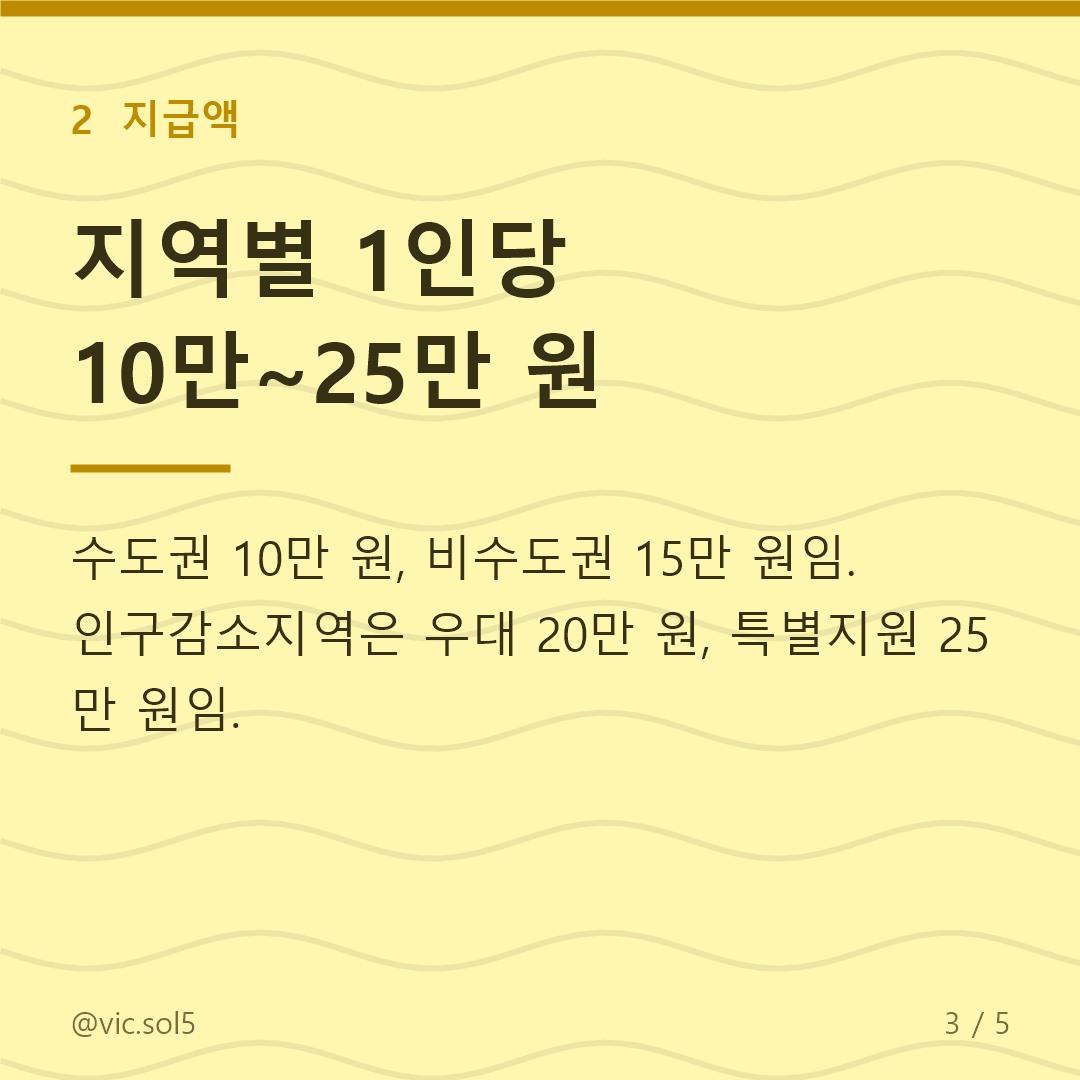 2 지급액
지역별 1인당
10만~25만 원
수도권 10만 원, 비수도권 15만 원임.
인구감소지역은 우대 20만 원, 특별지원 25
만 원임.
@vic.sol5
3 / 5